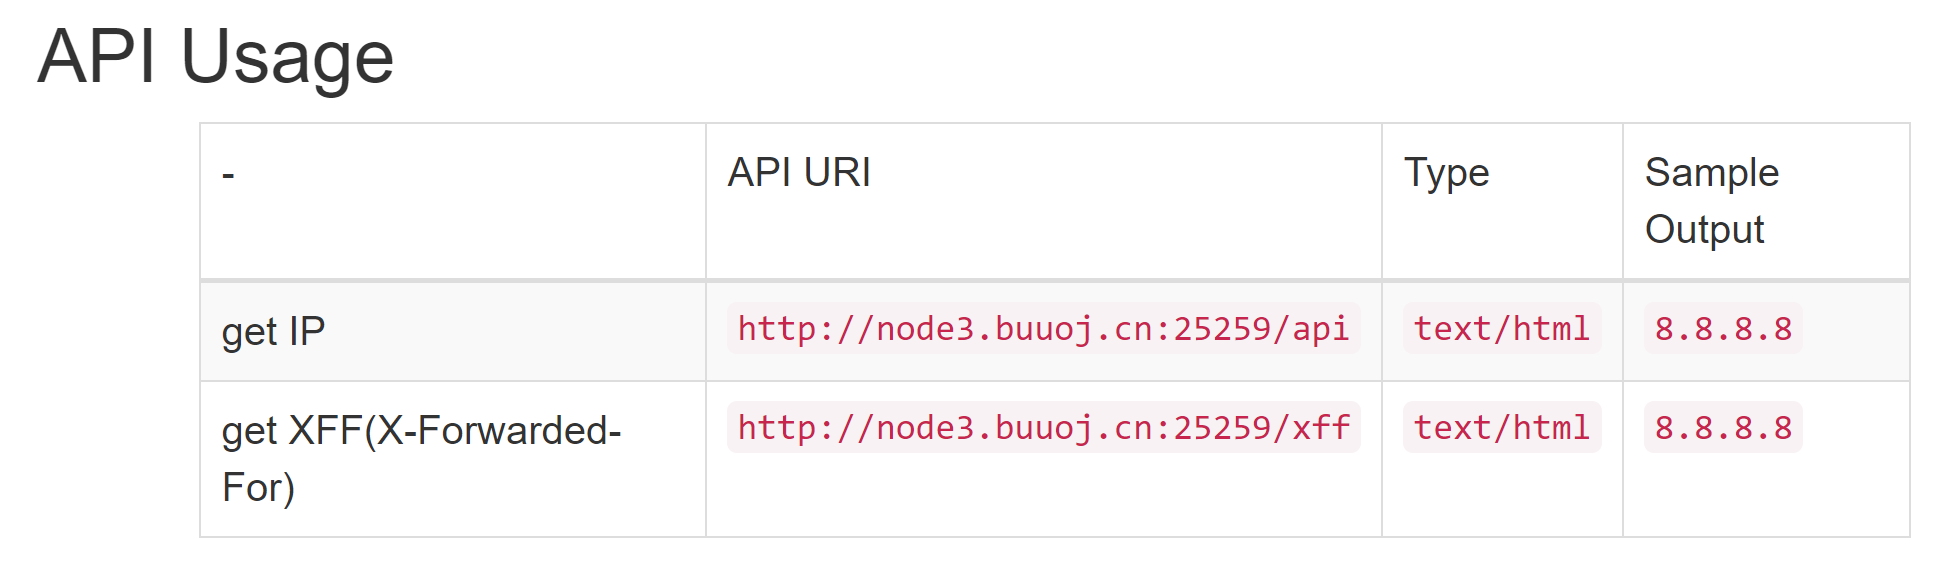 API Usage
- API URI Type Sample
Output
get IP http://node3.buuoj.cn:25259/api text/html 8.8.8.8
get XFF(X-Forwarded- http://node3.buuoj.cn:25259/xff text/html 8.8.8.8
For)